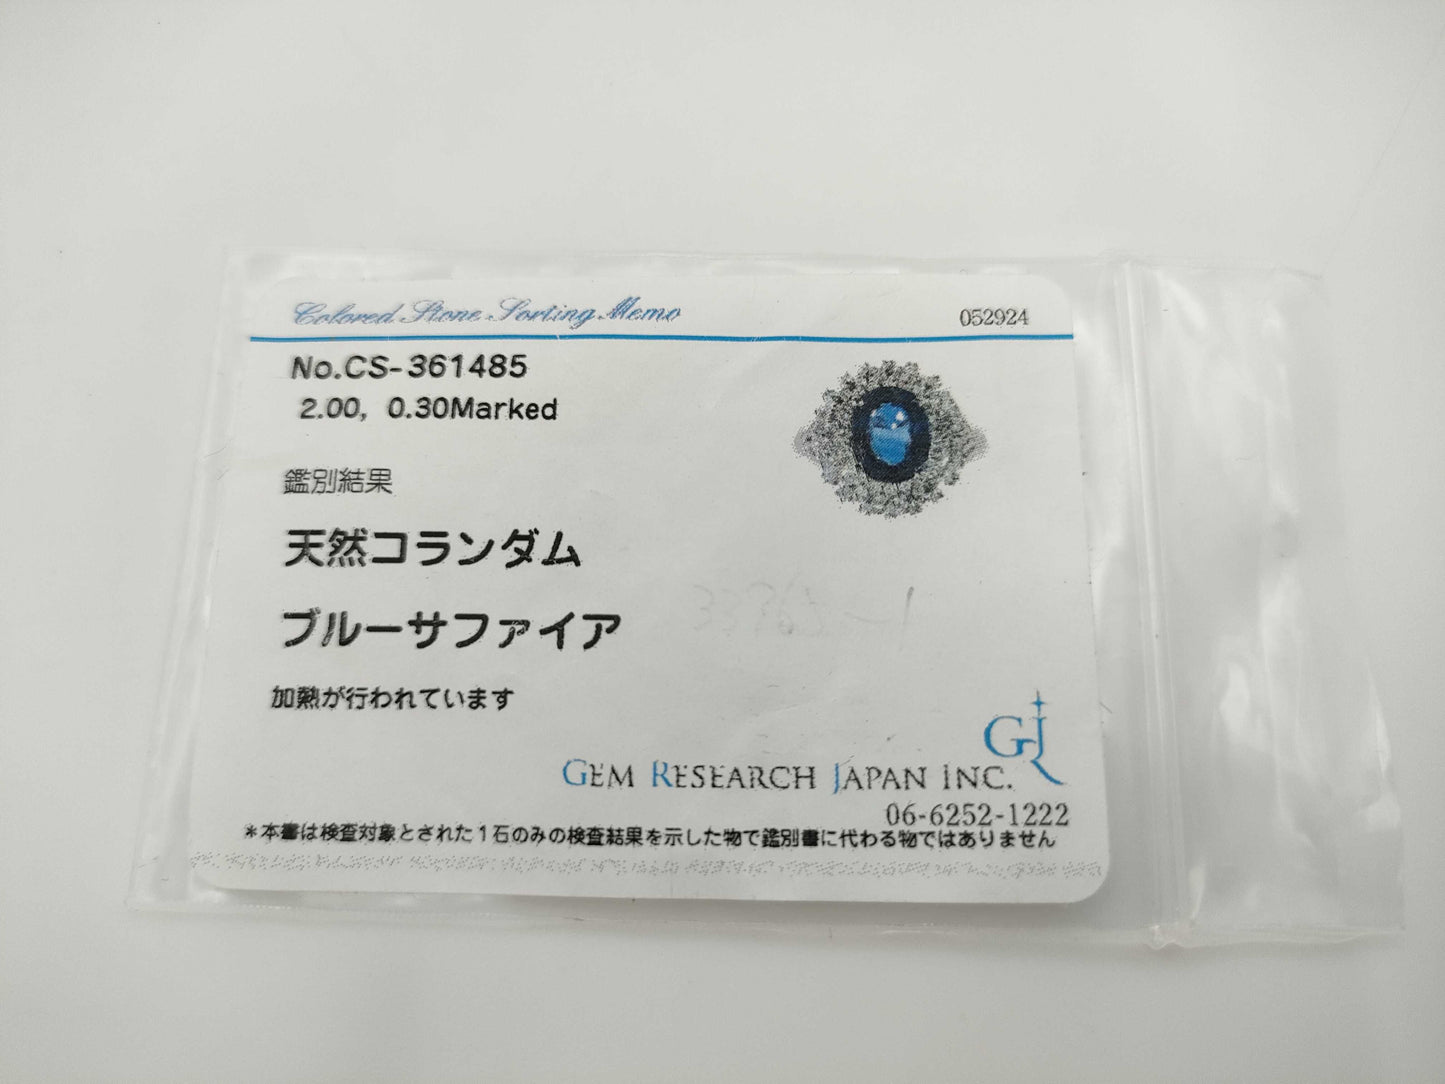 Colored Stone Sorting Memo
052924
No.CS-361485
2.00, 0.30Marked
鑑別結果
天然コランダム
ブルーサファイア
加熱が行われています
GJ
GEM RESEARCH JAPAN INC.
06-6252-1222
*本書は検査対象とされた1石のみの検査結果を示した物で鑑別書に代わる物ではありません